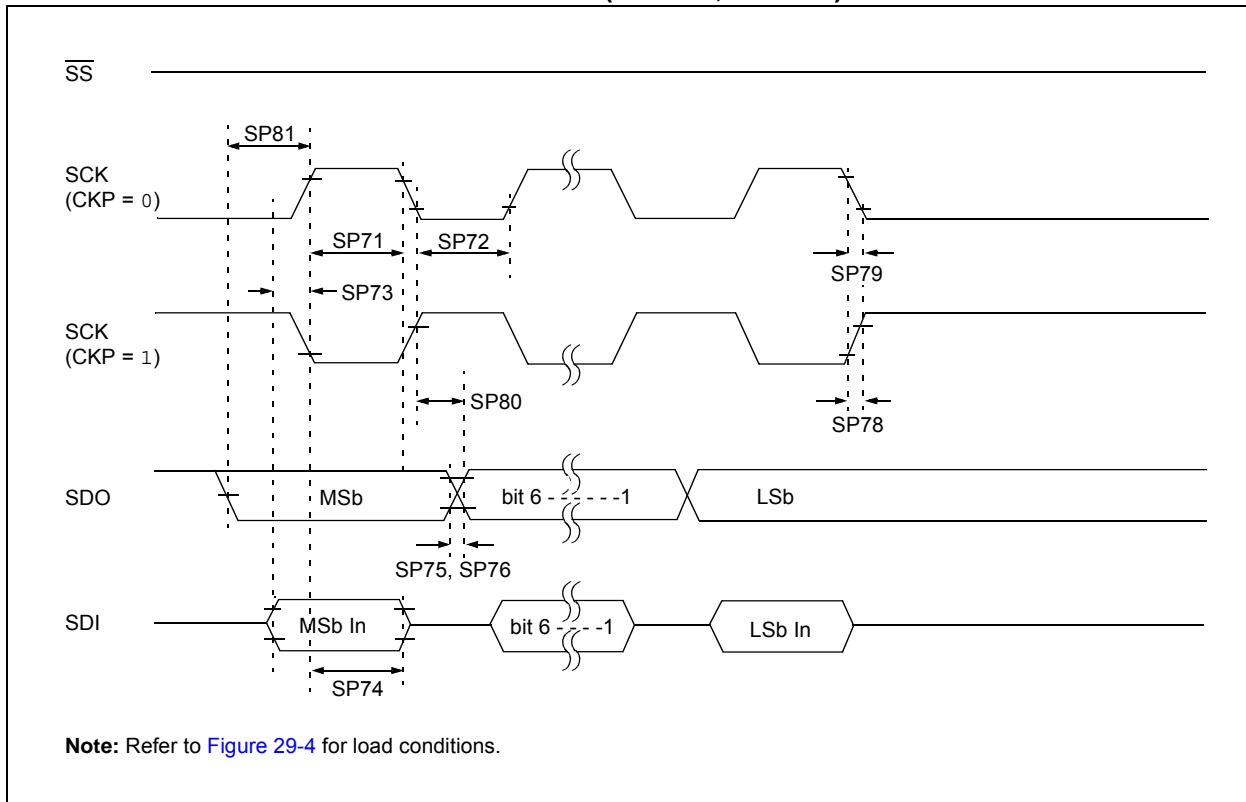 SS
SP81
SCK
(CKP = 0)
SP71
SP72
SP79
SP73
SCK
(CKP = 1)
SP80
SP78
SDO
MSb
bit 6 - - - - - -1
LSb
SP75, SP76
SDI
MSb In
bit 6 - - - -1
LSb In
SP74
Note: Refer to Figure 29-4 for load conditions.